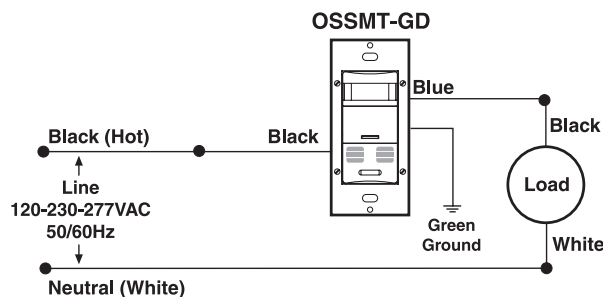 OSSMT-GD
Blue
Black (Hot)
Black
Black
Line
120-230-277VAC
50/60Hz
Load
Green
Ground
White
Neutral (White)